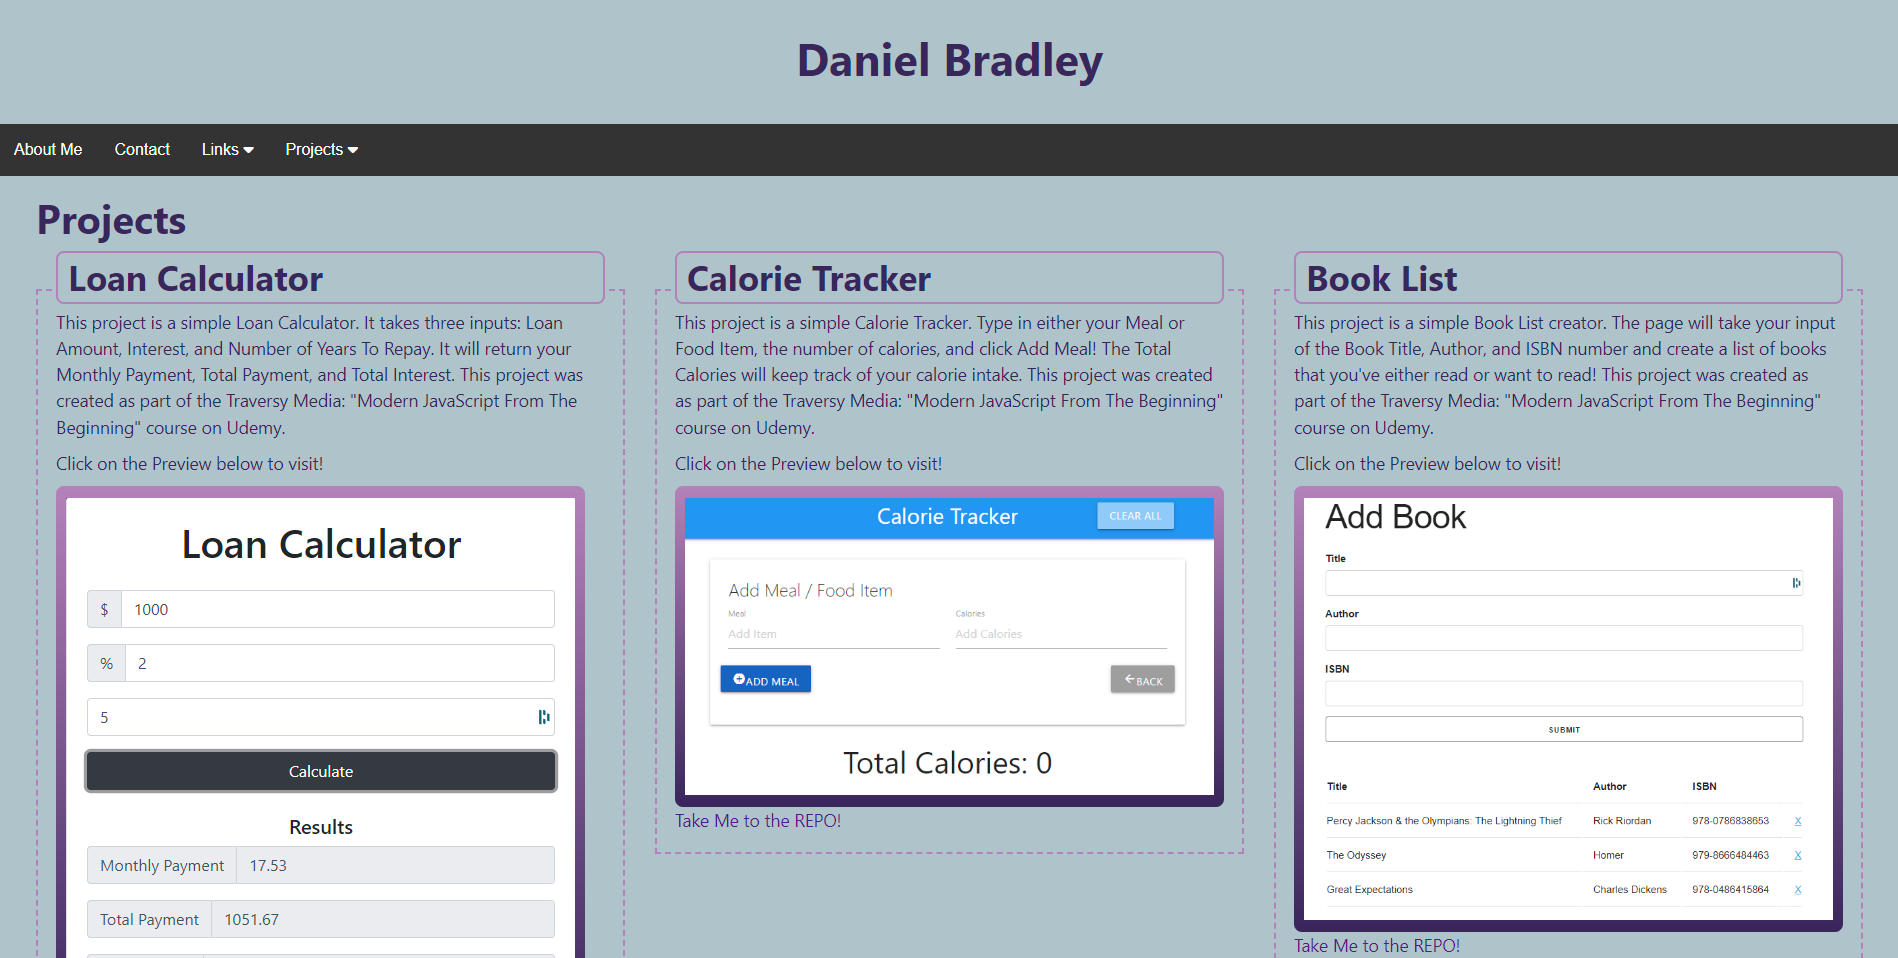 Daniel Bradley
About Me Contact Links Projects
Projects
Loan Calculator
This project is a simple Loan Calculator. It takes three inputs: Loan
Amount, Interest, and Number of Years To Repay. It will return your
Monthly Payment, Total Payment, and Total Interest. This project was
created as part of the Traversy Media: "Modern JavaScript From The
Beginning" course on Udemy.
Click on the Preview below to visit!
Loan Calculator
$ 1000
% 2
5
Calculate
Results
Monthly Payment 17.53
Total Payment 1051.67
Calorie Tracker
This project is a simple Calorie Tracker. Type in either your Meal or
Food Item, the number of calories, and click Add Meal! The Total
Calories will keep track of your calorie intake. This project was created
as part of the Traversy Media: "Modern JavaScript From The Beginning"
course on Udemy.
Click on the Preview below to visit!
Calorie Tracker CLEAR ALL
Add Meal / Food Item
Meal Calories
Add Item Add Calories
ADD MEAL BACK
Total Calories: 0
Take Me to the REPO!
Book List
This project is a simple Book List creator. The page will take your input
of the Book Title, Author, and ISBN number and create a list of books
that you've either read or want to read! This project was created as
part of the Traversy Media: "Modern JavaScript From The Beginning"
course on Udemy.
Click on the Preview below to visit!
Add Book
Title
Author
ISBN
SUBMIT
Title Author ISBN
Percy Jackson & the Olympians: The Lightning Thief Rick Riordan 978-0786838653 X
The Odyssey Homer 979-8666484463 X
Great Expectations Charles Dickens 978-0486415864 X
Take Me to the REPO!